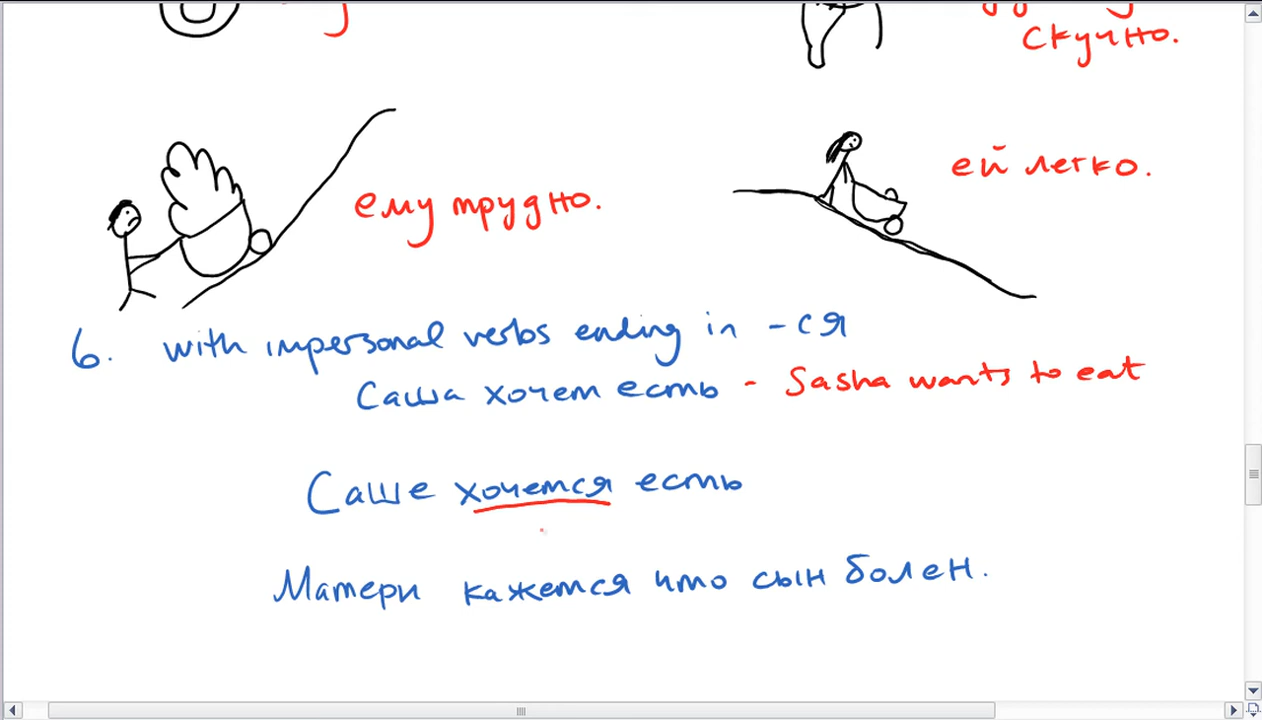 скучно.
ему трудно.
ей легко.
6. with impersonal verbs ending in -ся
Саша хочет есть - Sasha wants to eat
Саше хочется есть
Матери кажется что сын болен.